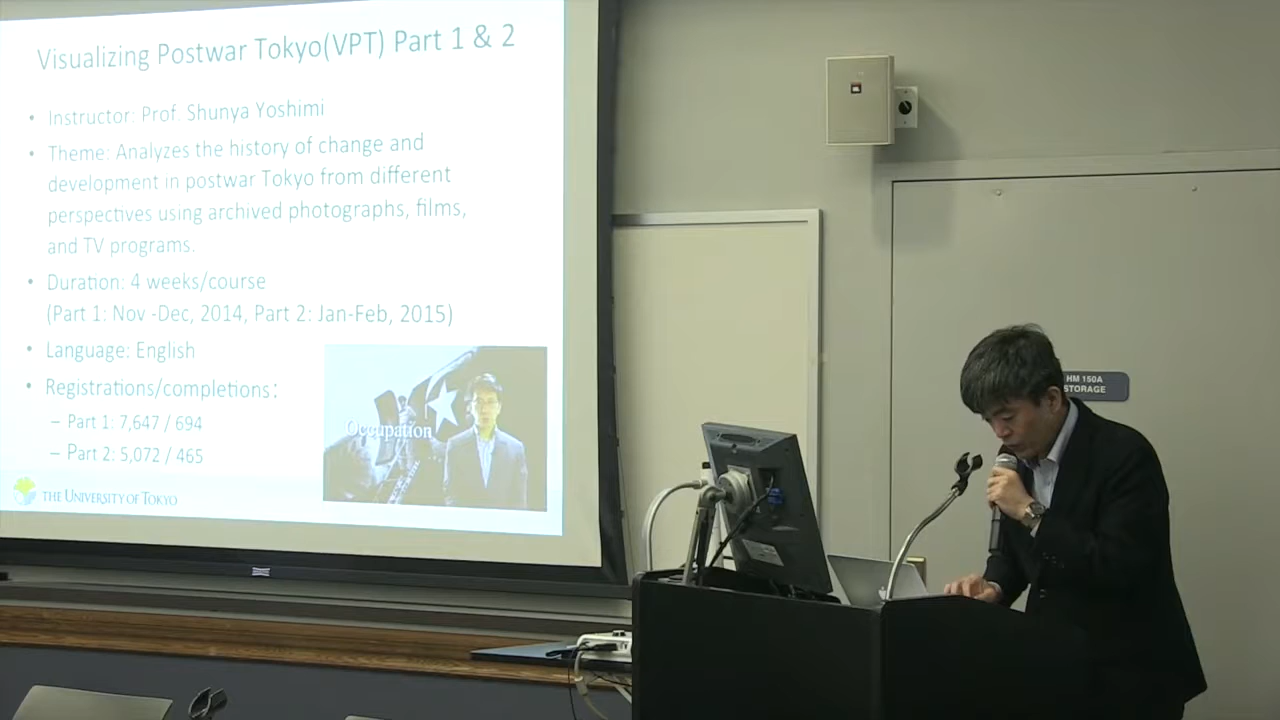 Visualizing Postwar Tokyo(VPT) Part 1 & 2
• Instructor: Prof. Shunya Yoshimi
• Theme: Analyzes the history of change and
development in postwar Tokyo from different
perspectives using archived photographs, films,
and TV programs.
• Duration: 4 weeks/course
(Part 1: Nov -Dec, 2014, Part 2: Jan-Feb, 2015)
• Language: English
• Registrations/completions：
– Part 1: 7,647 / 694
– Part 2: 5,072 / 465
Occupation
THE UNIVERSITY OF TOKYO
HM 150A
STORAGE